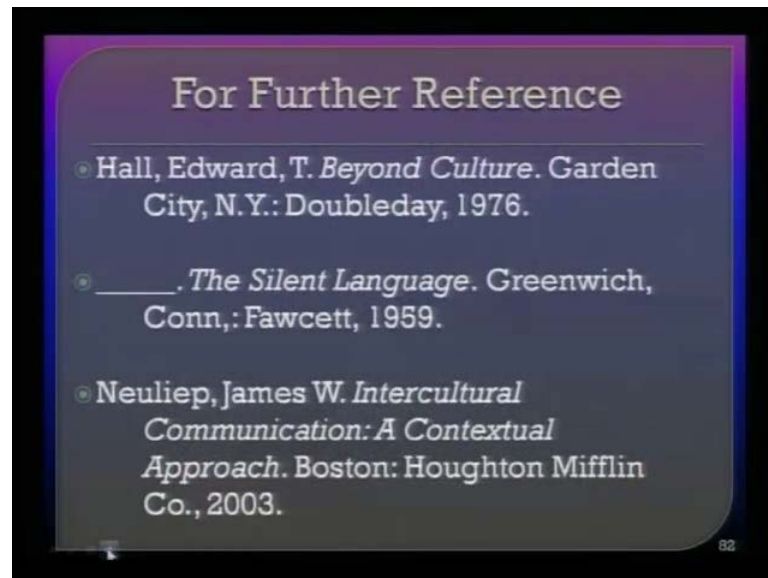 For Further Reference
Hall, Edward, T. Beyond Culture. Garden
City, N.Y.: Doubleday, 1976.
_____. The Silent Language. Greenwich,
Conn,: Fawcett, 1959.
Neuliep, James W. Intercultural
Communication: A Contextual
Approach. Boston: Houghton Mifflin
Co., 2003.
82